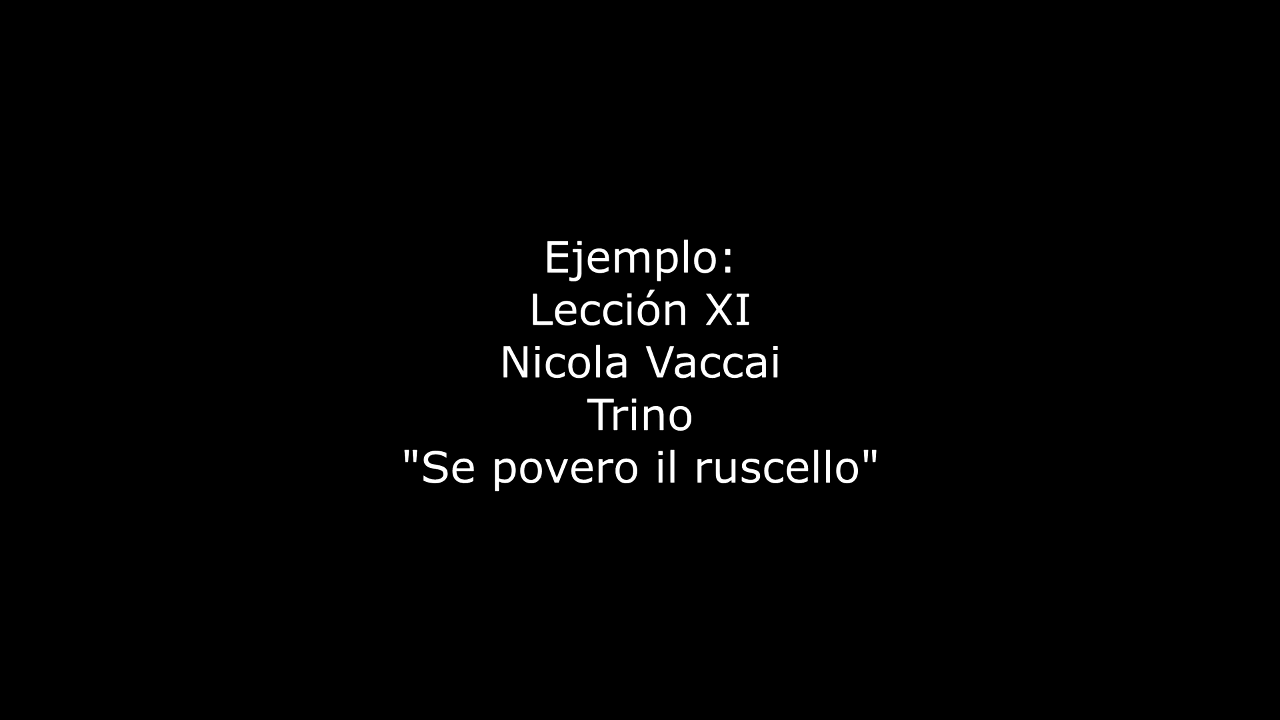 Ejemplo:
Lección XI
Nicola Vaccai
Trino
"Se povero il ruscello"